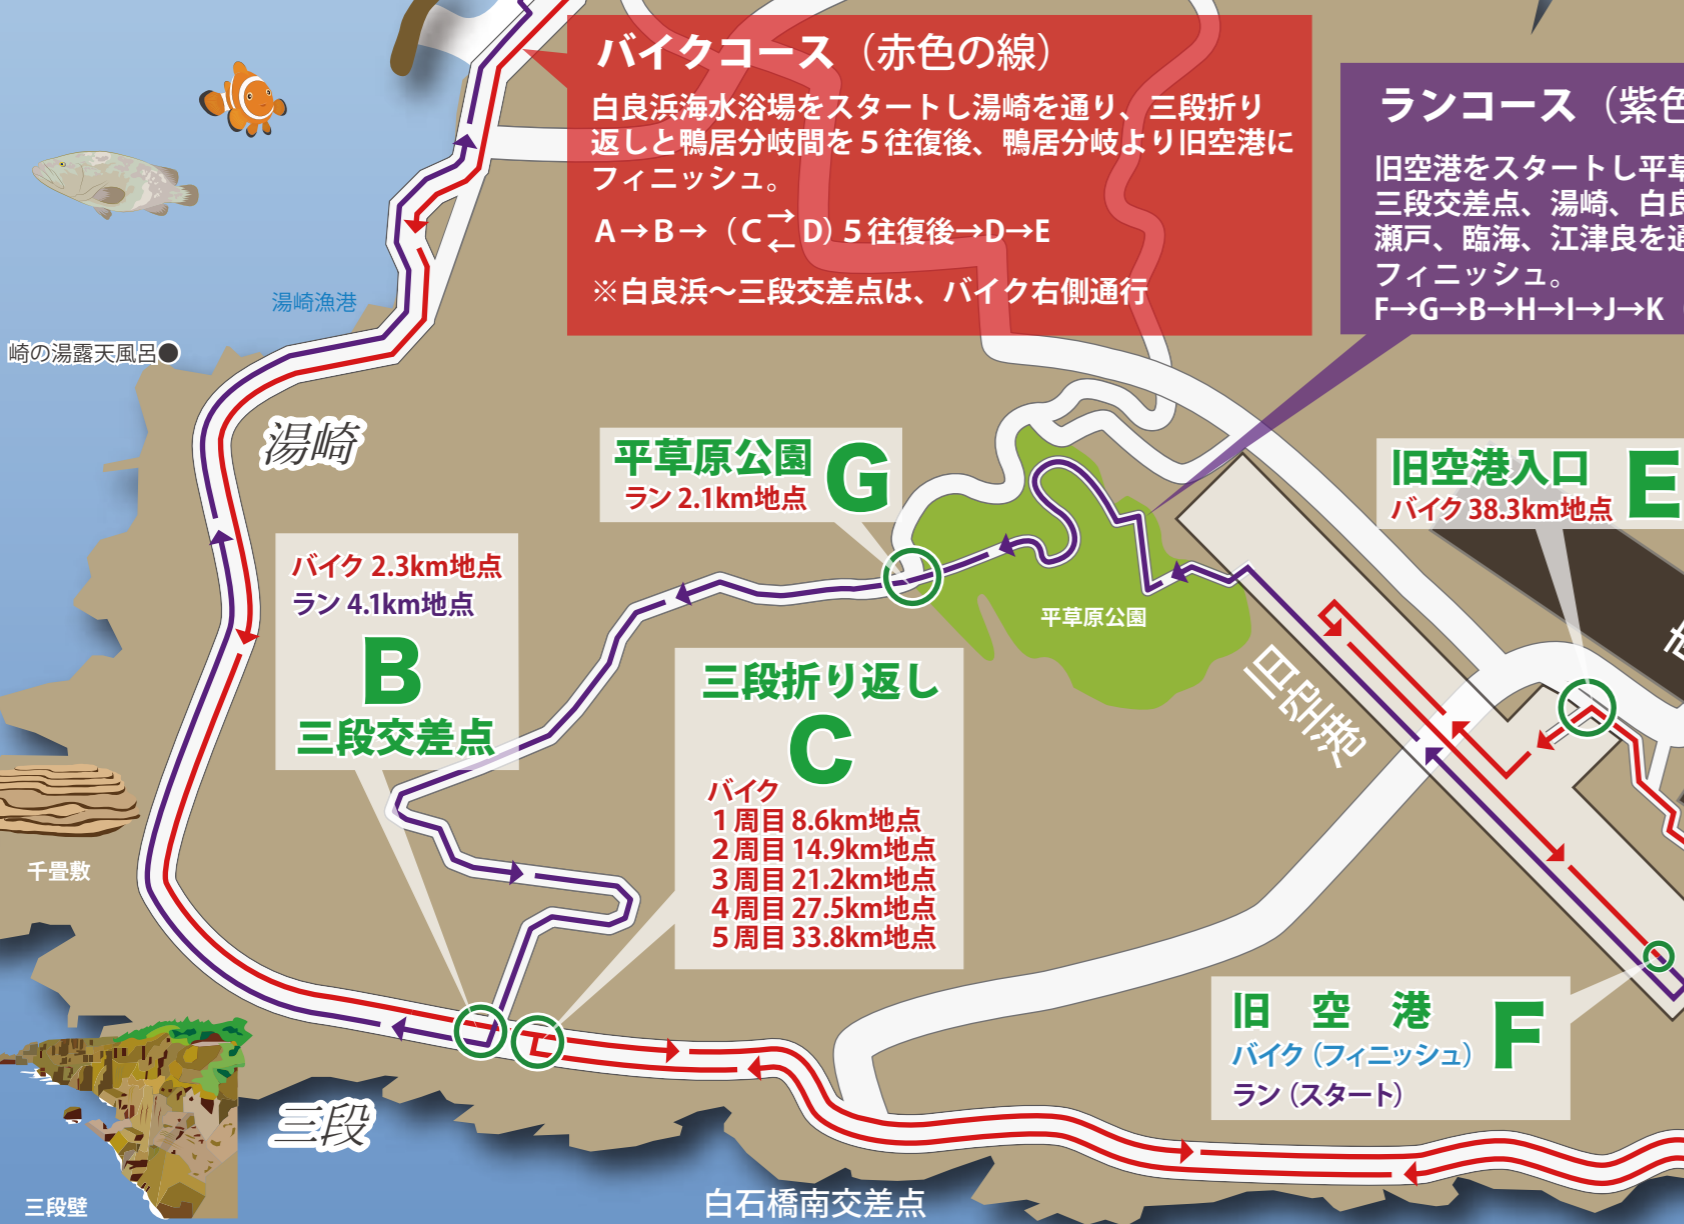 バイクコース（赤色の線）
白良浜海水浴場をスタートし湯崎を通り、三段折り
返しと鴨居分岐間を５往復後、鴨居分岐より旧空港に
フィニッシュ。
A→B→（C→←D）５往復後→D→E
※白良浜〜三段交差点は、バイク右側通行
ランコース（紫色
旧空港をスタートし平草
三段交差点、湯崎、白良
瀬戸、臨海、江津良を通
フィニッシュ。
F→G→B→H→I→J→K
湯崎漁港
崎の湯露天風呂●
湯崎
平草原公園 G
ラン 2.1km地点
旧空港入口 E
バイク 38.3km地点
バイク 2.3km地点
ラン 4.1km地点
B
三段交差点
平草原公園
旧空港
三段折り返し
C
バイク
１周目 8.6km地点
２周目 14.9km地点
３周目 21.2km地点
４周目 27.5km地点
５周目 33.8km地点
千畳敷
旧 空 港 F
バイク（フィニッシュ）
ラン（スタート）
三段
三段壁
白石橋南交差点